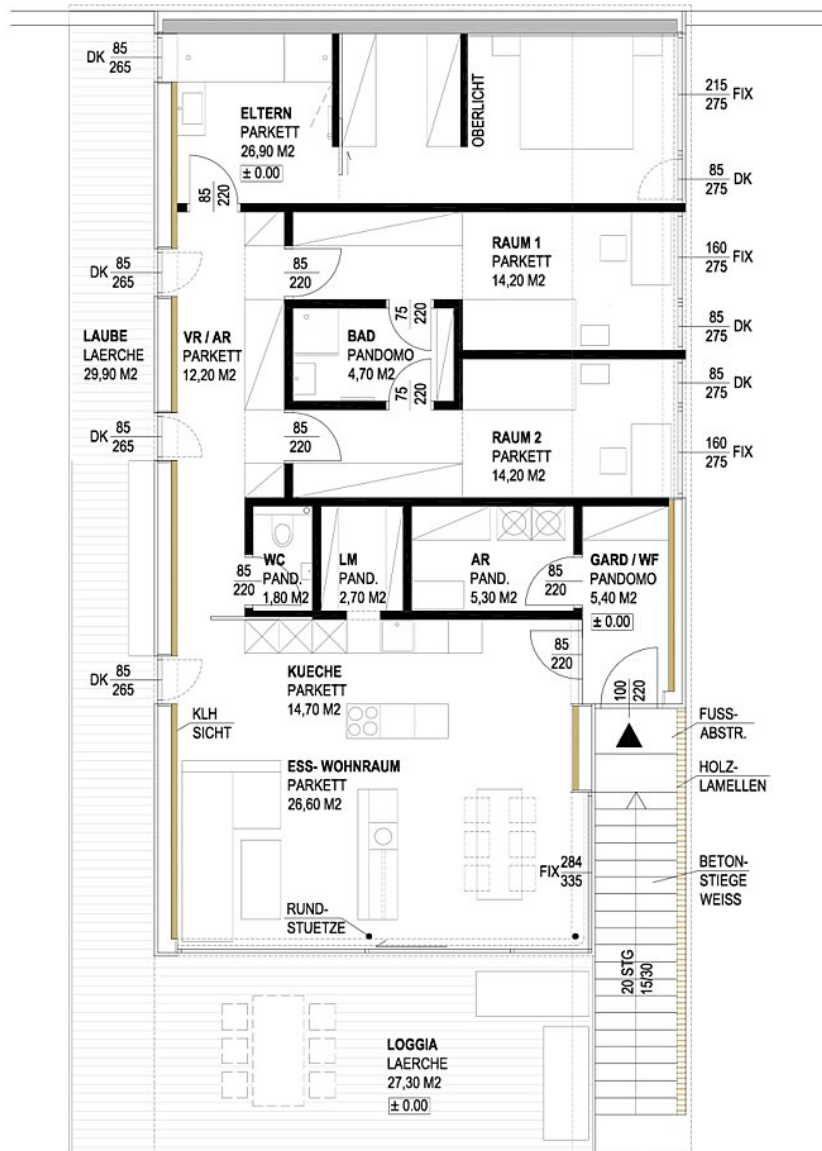 DK 85
265
ELTERN
PARKETT
26,90 M2
± 0.00
OBERLICHT
215
275 FIX
85
275 DK
85
220
DK 85
265
85
220
RAUM 1
PARKETT
14,20 M2
160
275 FIX
LAUBE
LAERCHE
29,90 M2
VR / AR
PARKETT
12,20 M2
BAD
PANDOMO
4,70 M2
75
220
75
220
85
275 DK
85
275 DK
DK 85
265
85
220
RAUM 2
PARKETT
14,20 M2
160
275 FIX
WC
PAND.
1,80 M2
85
220
LM
PAND.
2,70 M2
AR
PAND.
5,30 M2
85
220
GARD / WF
PANDOMO
5,40 M2
± 0.00
DK 85
265
KUECHE
PARKETT
14,70 M2
85
220
100
220
KLH
SICHT
FUSS-
ABSTR.
ESS- WOHNRAUM
PARKETT
26,60 M2
HOLZ-
LAMELLEN
FIX 284
335
BETON-
STIEGE
WEISS
RUND-
STUETZE
20 STG
15/30
LOGGIA
LAERCHE
27,30 M2
± 0.00